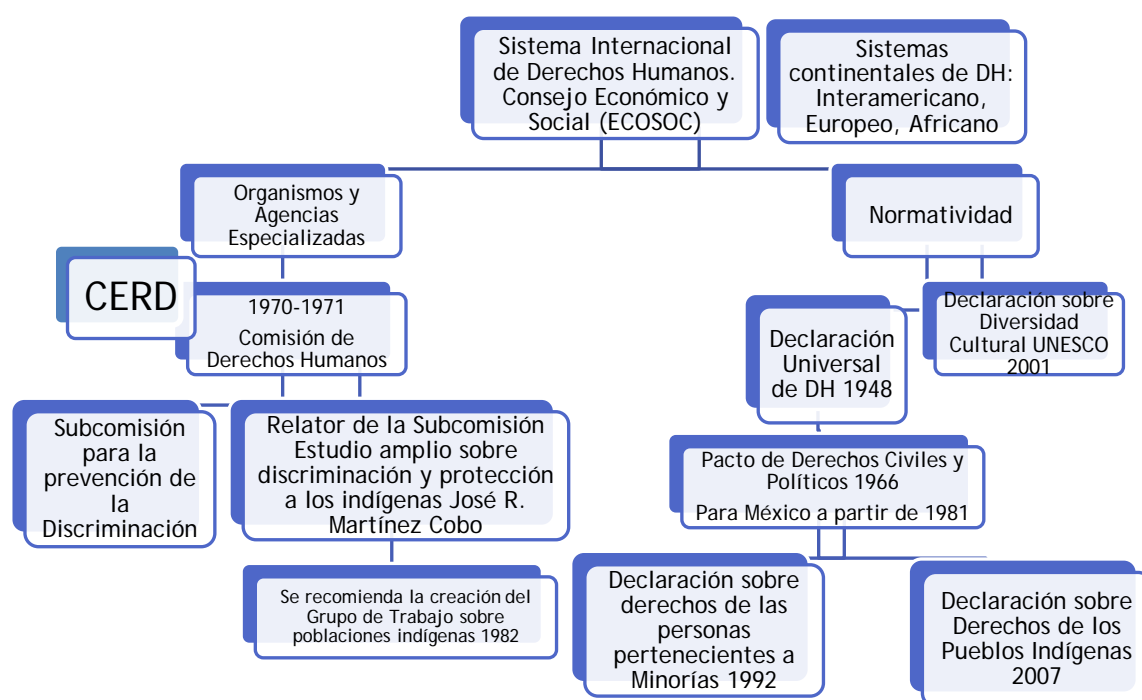 Sistema Internacional
de Derechos Humanos.
Consejo Económico y
Social (ECOSOC)
Sistemas
continentales de DH:
Interamericano,
Europeo, Africano
Organismos y
Agencias
Especializadas
Normatividad
CERD
1970-1971
Comisión de
Derechos Humanos
Declaración
Universal
de DH 1948
Declaración sobre
Diversidad
Cultural UNESCO
2001
Subcomisión
para la
prevención de
la
Discriminación
Relator de la Subcomisión
Estudio amplio sobre
discriminación y protección
a los indígenas José R.
Martínez Cobo
Pacto de Derechos Civiles y
Políticos 1966
Para México a partir de 1981
Se recomienda la creación del
Grupo de Trabajo sobre
poblaciones indígenas 1982
Declaración sobre
derechos de las
personas
pertenecientes a
Minorías 1992
Declaración sobre
Derechos de los
Pueblos Indígenas
2007